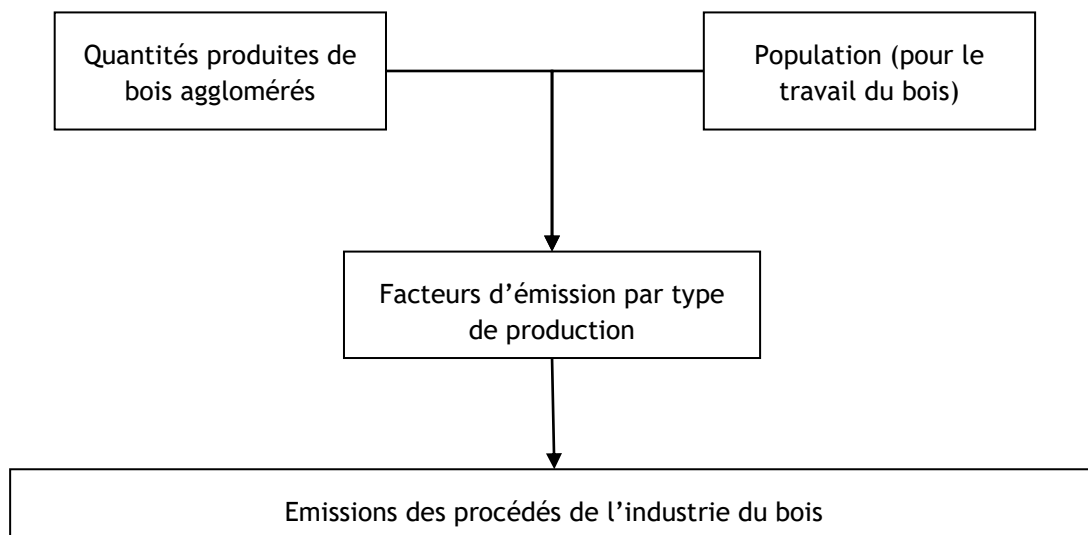 Quantités produites de
bois agglomérés
Population (pour le
travail du bois)
Facteurs d’émission par type
de production
Emissions des procédés de l’industrie du bois